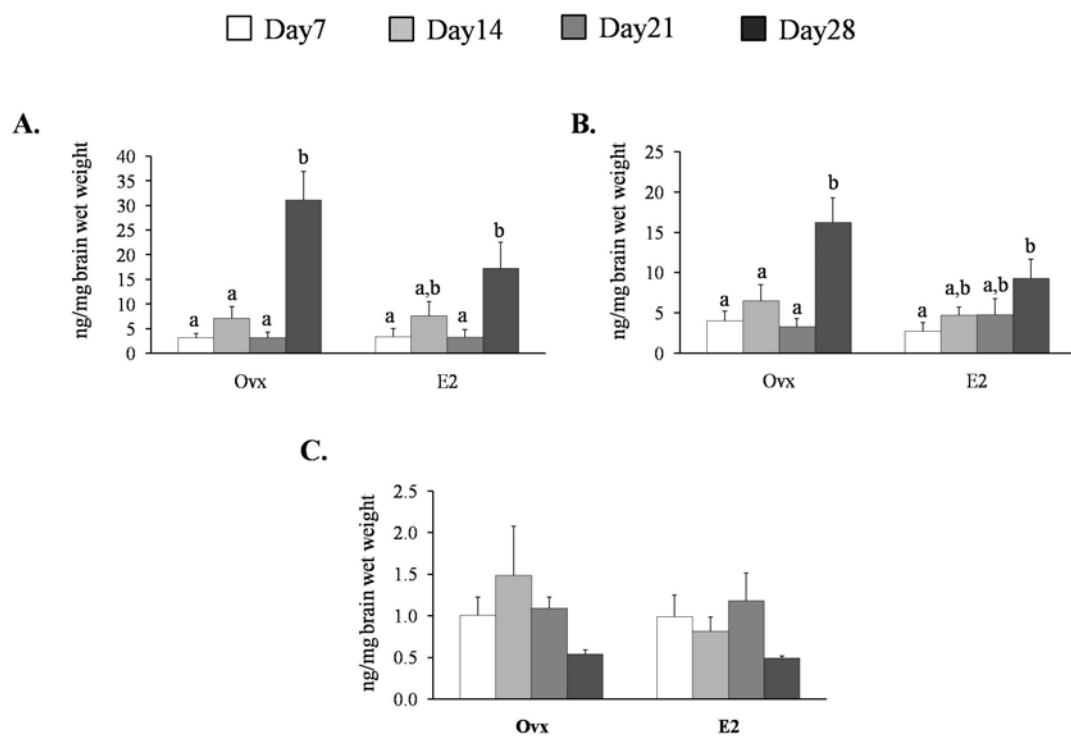 Day7 Day14 Day21 Day28
A.
ng/mg brain wet weight
40
35
30
25
20
15
10
5
0
a a a b a a,b a b
Ovx E2
B.
ng/mg brain wet weight
25
20
15
10
5
0
a a a b a a,b a,b b
Ovx E2
C.
ng/mg brain wet weight
2.5
2.0
1.5
1.0
0.5
0.0
Ovx E2